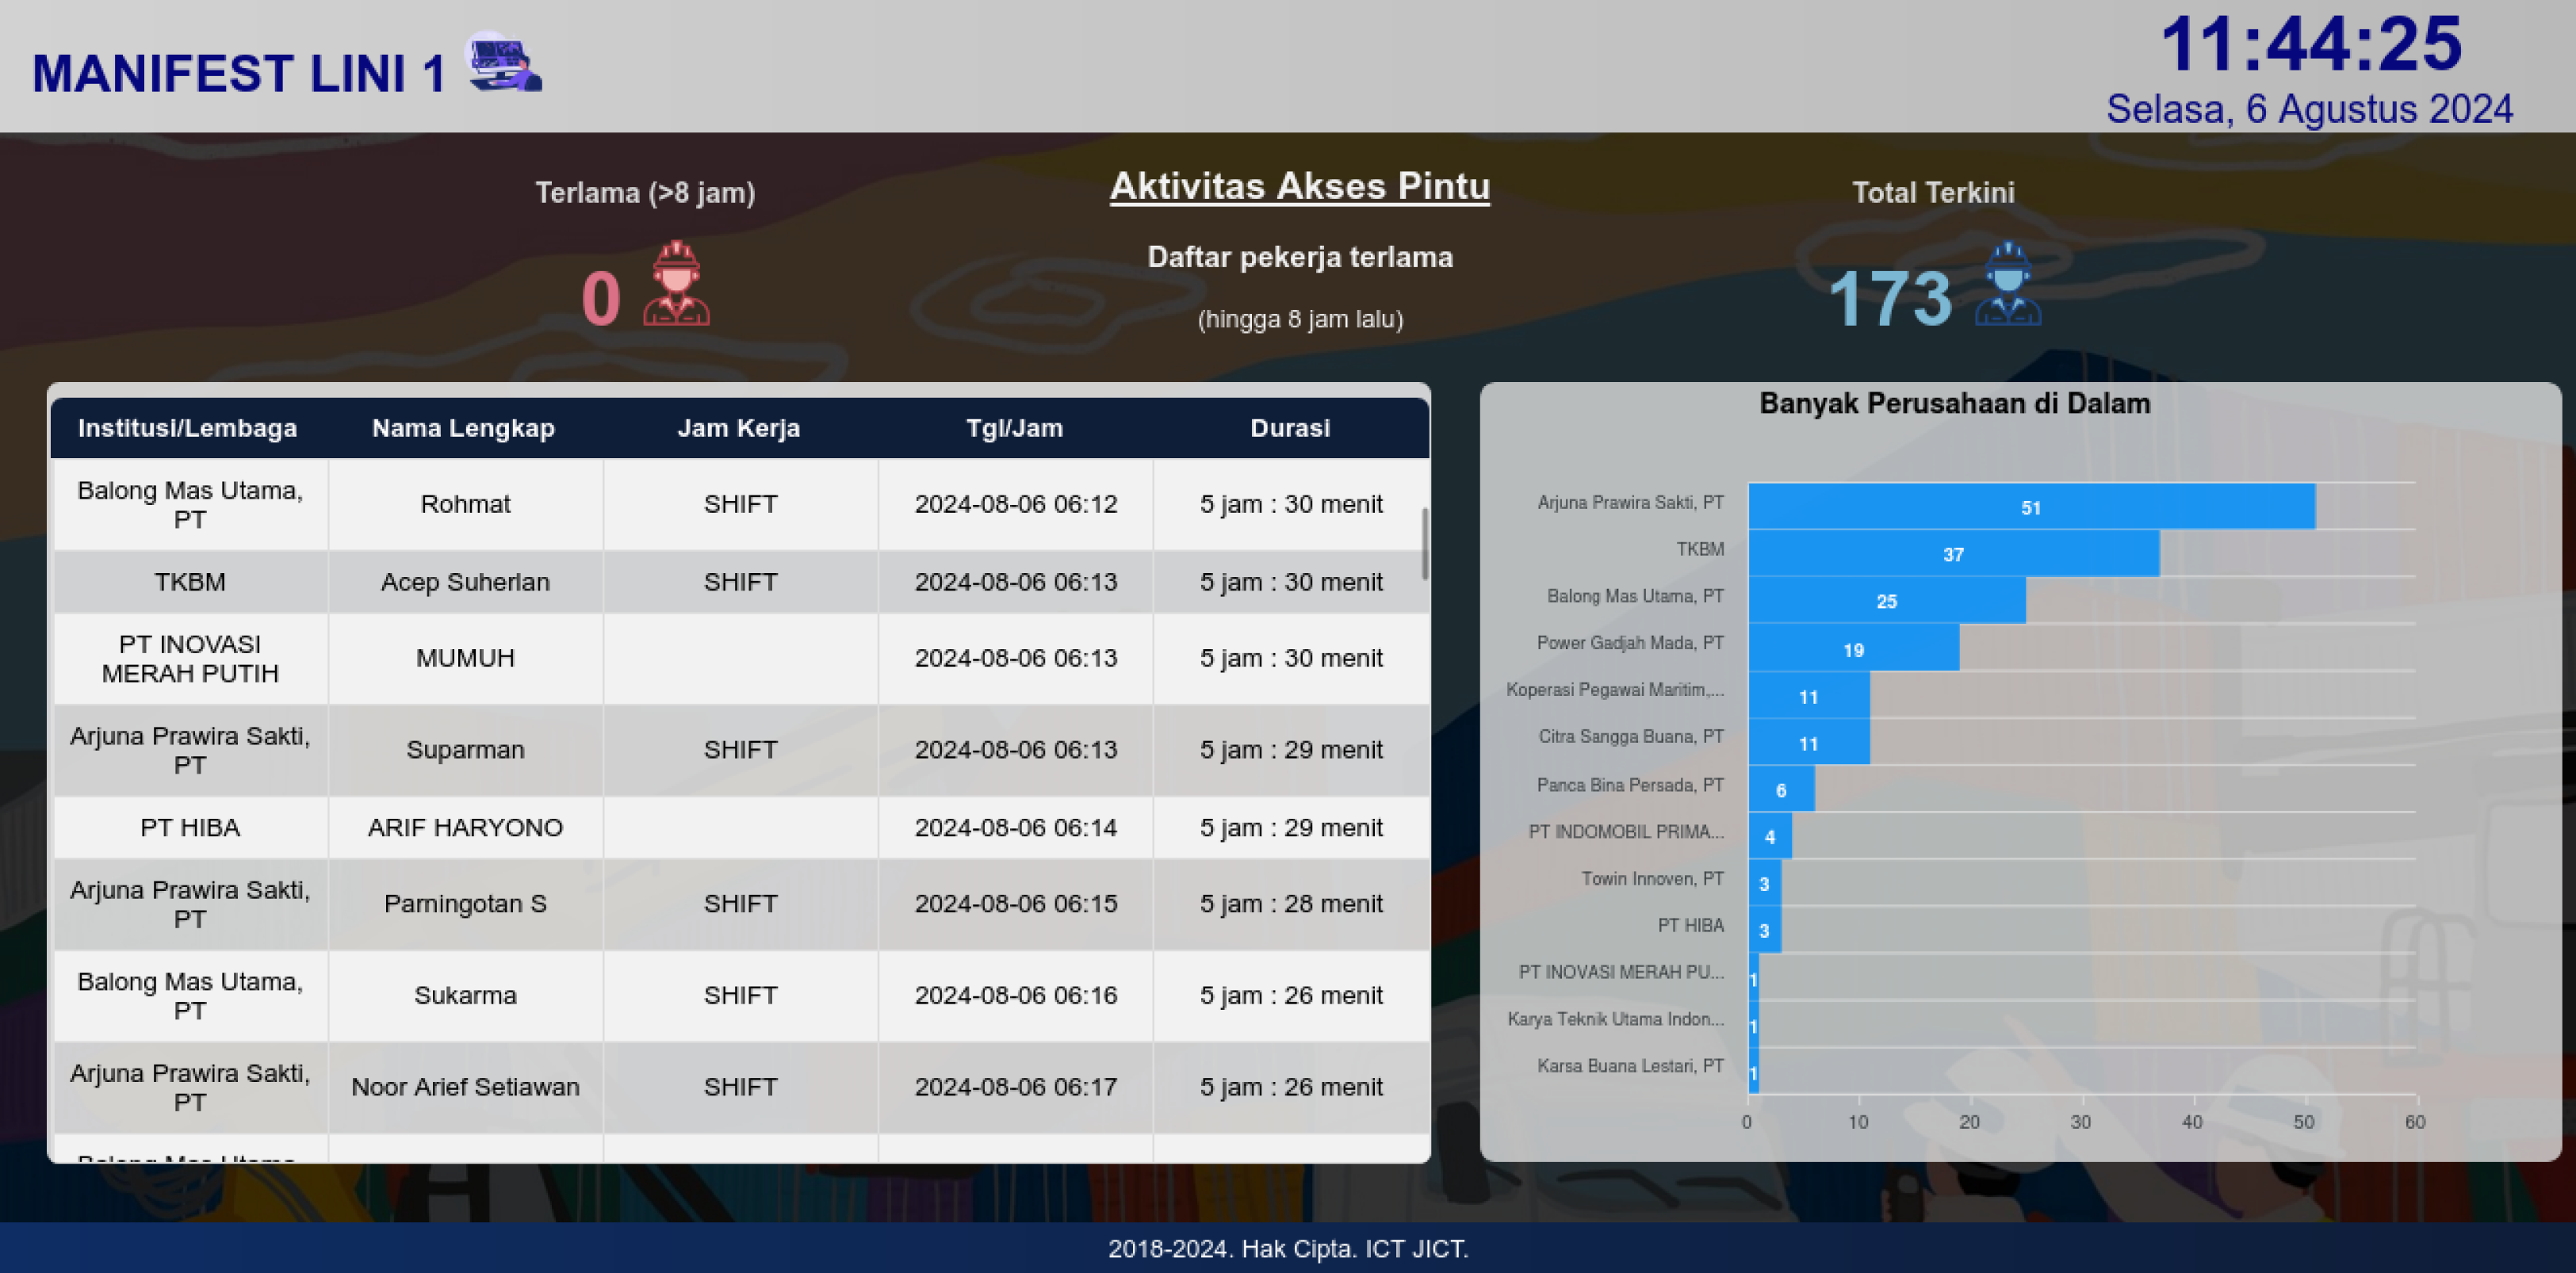 MANIFEST LINI 1
11:44:25
Selasa, 6 Agustus 2024
Terlama (>8 jam)
0
Aktivitas Akses Pintu
Daftar pekerja terlama
(hingga 8 jam lalu)
Total Terkini
173
Institusi/Lembaga Nama Lengkap Jam Kerja Tgl/Jam Durasi
Balong Mas Utama,
PT
Rohmat SHIFT 2024-08-06 06:12 5 jam : 30 menit
TKBM Acep Suherlan SHIFT 2024-08-06 06:13 5 jam : 30 menit
PT INOVASI
MERAH PUTIH
MUMUH 2024-08-06 06:13 5 jam : 30 menit
Arjuna Prawira Sakti,
PT
Suparman SHIFT 2024-08-06 06:13 5 jam : 29 menit
PT HIBA ARIF HARYONO 2024-08-06 06:14 5 jam : 29 menit
Arjuna Prawira Sakti,
PT
Parningotan S SHIFT 2024-08-06 06:15 5 jam : 28 menit
Balong Mas Utama,
PT
Sukarma SHIFT 2024-08-06 06:16 5 jam : 26 menit
Arjuna Prawira Sakti,
PT
Noor Arief Setiawan SHIFT 2024-08-06 06:17 5 jam : 26 menit
Banyak Perusahaan di Dalam
Arjuna Prawira Sakti, PT 51
TKBM 37
Balong Mas Utama, PT 25
Power Gadjah Mada, PT 19
Koperasi Pegawai Maritim,... 11
Citra Sangga Buana, PT 11
Panca Bina Persada, PT 6
PT INDOMOBIL PRIMA... 4
Towin Innoven, PT 3
PT HIBA 3
PT INOVASI MERAH PU... 1
Karya Teknik Utama Indon... 1
Karsa Buana Lestari, PT 1
0 10 20 30 40 50 60
2018-2024. Hak Cipta. ICT JICT.